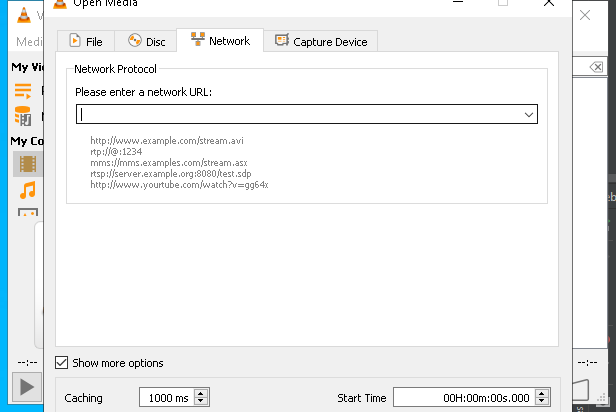 Open Media
V
Medi
File
Disc
Network
Capture Device
My Vi
Network Protocol
Please enter a network URL:
http://www.example.com/stream.avi
rtp://@:1234
mms://mms.examples.com/stream.asx
rtsp://server.example.org:8080/test.sdp
http://www.yourtube.com/watch?v=gg64x
My Co
--:--
Show more options
--:--
Caching
1000 ms
Start Time
00H:00m:00s.000